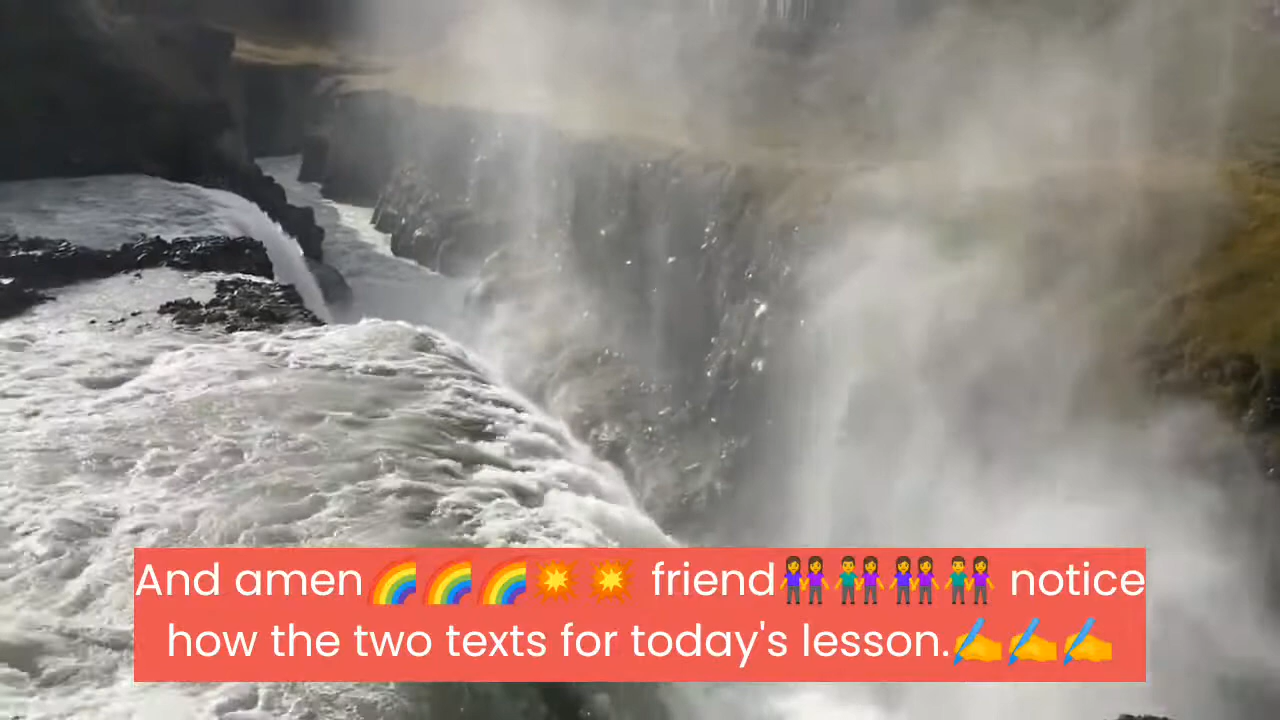 And amen🌈🌈🌈💥💥 friend👭👫👭👫 notice
how the two texts for today's lesson.✍️✍️✍️